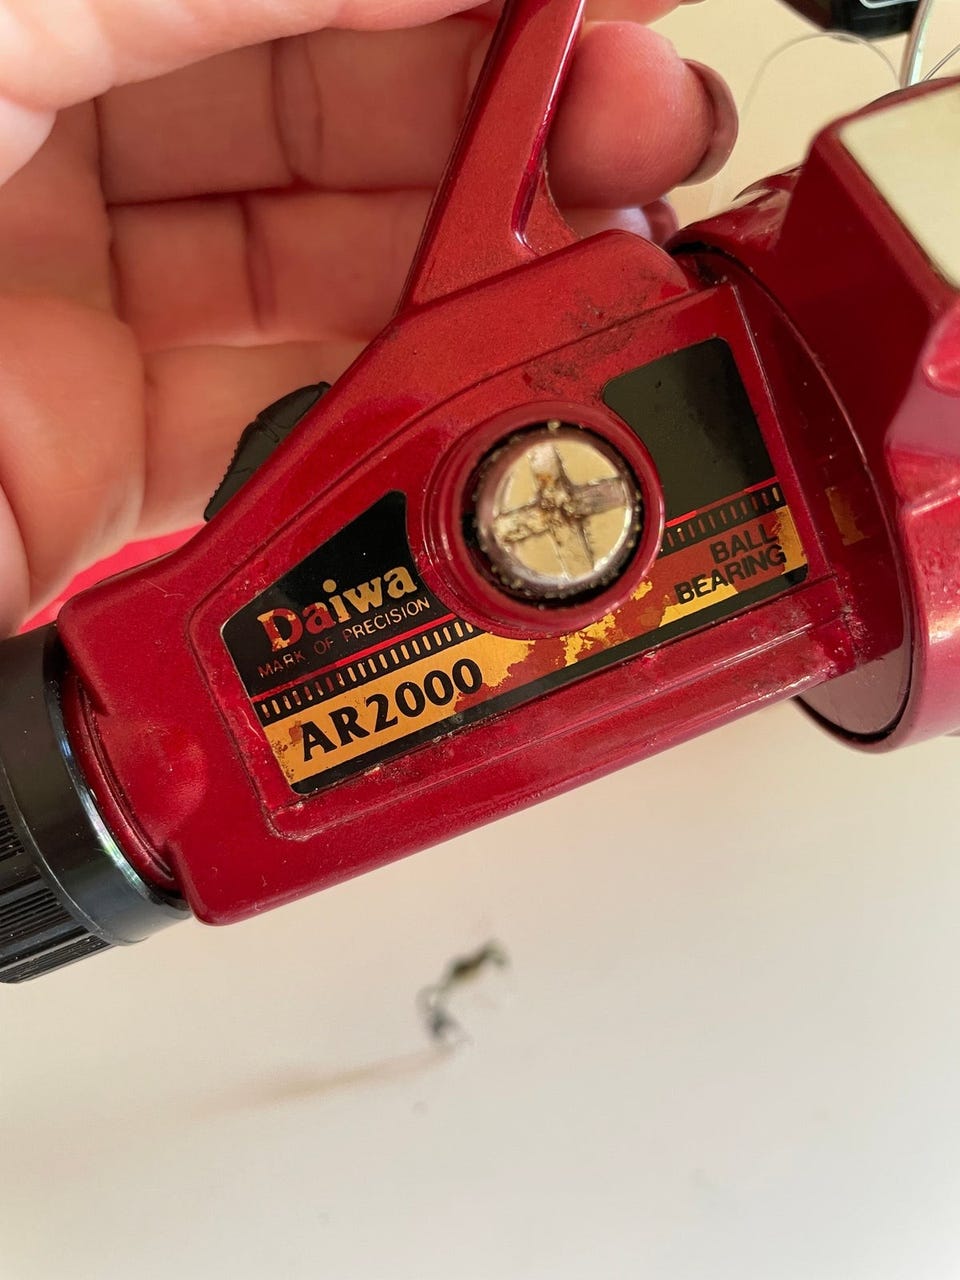 Daiwa
MARK OF PRECISION
AR2000
BALL
BEARING